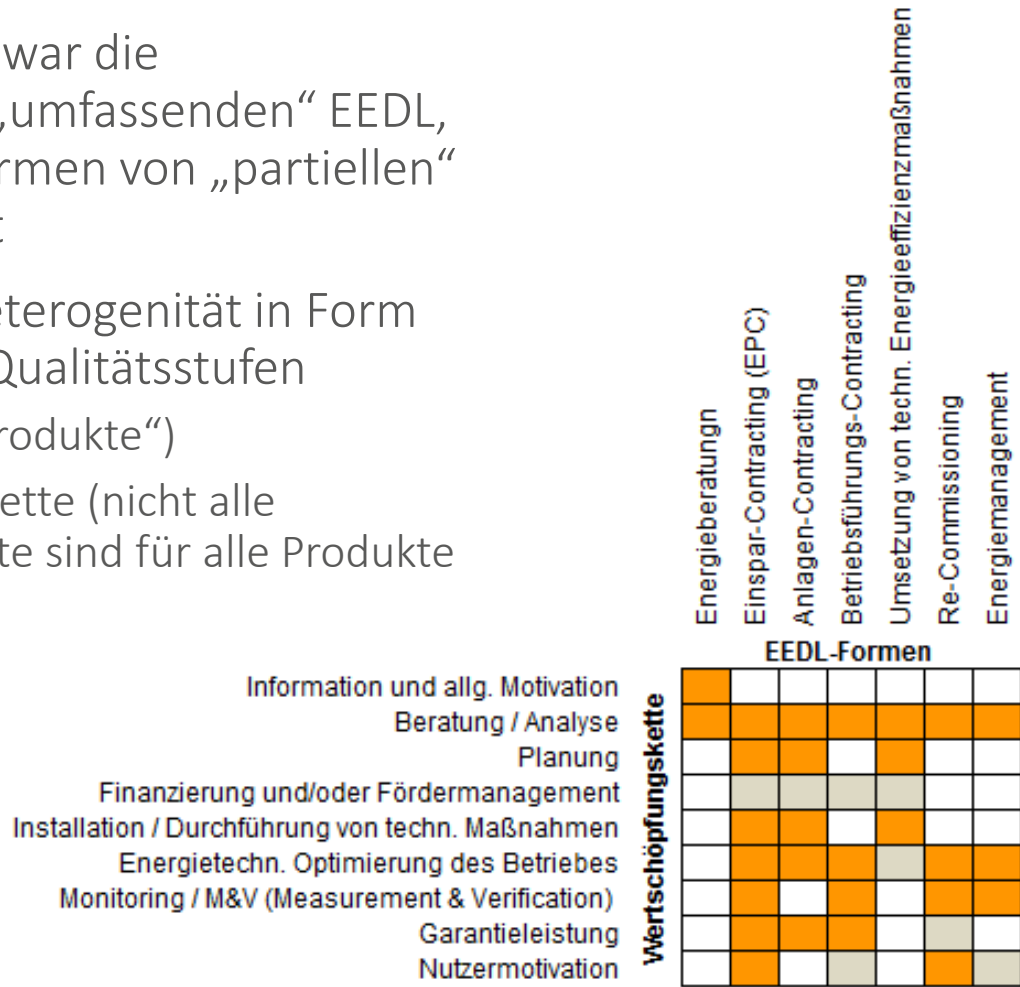 war die
„umfassenden“ EEDL,
rmen von „partiellen“
t
eterogenität in Form
Qualitätsstufen
rodukte“)
ette (nicht alle
te sind für alle Produkte
Energieberatungn
Einspar-Contracting (EPC)
Anlagen-Contracting
Betriebsführungs-Contracting
Umsetzung von techn. Energieeffizienzmaßnahmen
Re-Commissioning
Energiemanagement
EEDL-Formen
Wertschöpfungskette
Information und allg. Motivation
Beratung / Analyse
Planung
Finanzierung und/oder Fördermanagement
Installation / Durchführung von techn. Maßnahmen
Energietechn. Optimierung des Betriebes
Monitoring / M&V (Measurement & Verification)
Garantieleistung
Nutzermotivation